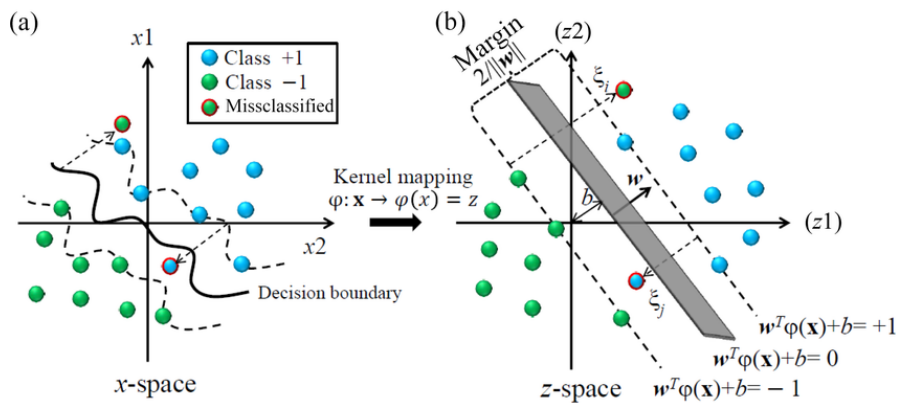 (a)
x1
Class +1
Class −1
Missclassified
x2
Decision boundary
x-space
Kernel mapping
φ: x → φ(x) = z
(b)
(z2)
Margin
2/||w||
ξi
w
b
(z1)
ξj
wTφ(x)+b= +1
wTφ(x)+b= 0
wTφ(x)+b= − 1
z-space